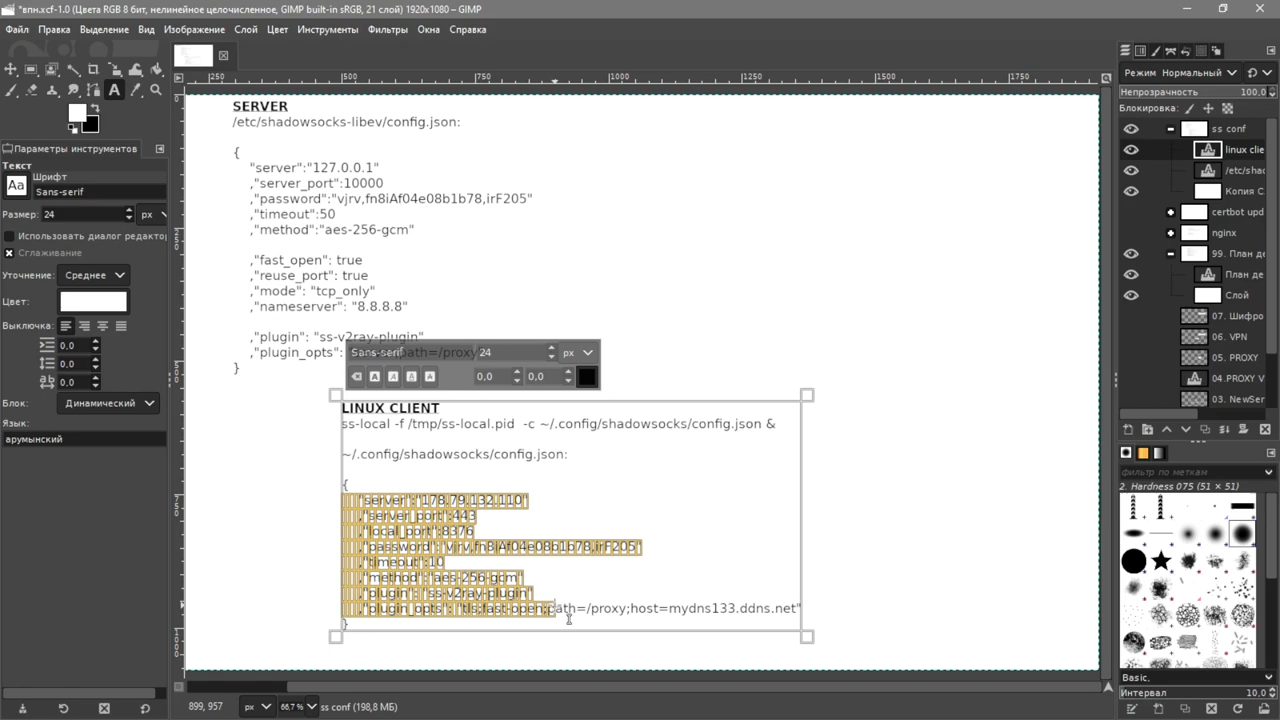 *впн.xcf-1.0 (Цвета RGB 8 бит, нелинейное целочисленное, GIMP built-in sRGB, 21 слой) 1920x1080 – GIMP
Файл Правка Выделение Вид Изображение Слой Цвет Инструменты Фильтры Окна Справка
250 500 750 1000 1250 1500 1750
SERVER
/etc/shadowsocks-libev/config.json:
{
"server":"127.0.0.1"
,"server_port":10000
,"password":"vjrv,fn8iAf04e08b1b78,irF205"
,"timeout":50
,"method":"aes-256-gcm"
,"fast_open": true
,"reuse_port": true
,"mode": "tcp_only"
,"nameserver": "8.8.8.8"
,"plugin": "ss-v2ray-plugin"
,"plugin_opts": path=/proxy"
}
Sans-serif 24 px
0,0 0,0
LINUX CLIENT
ss-local -f /tmp/ss-local.pid -c ~/.config/shadowsocks/config.json &
~/.config/shadowsocks/config.json:
{
"server":"178.79.132.110"
,"server_port":443
,"local_port":8376
,"password":"vjrv,fn8iAf04e08b1b78,irF205"
,"timeout":10
,"method":"aes-256-gcm"
,"plugin": "ss-v2ray-plugin"
,"plugin_opts": "tls;fast-open;path=/proxy;host=mydns133.ddns.net"
}
Параметры инструментов
Текст
Шрифт
Aa Sans-serif
Размер: 24 px
Использовать диалог редактор
Сглаживание
Уточнение: Среднее
Цвет:
Выключка:
0,0
0,0
0,0
Блок: Динамический
Язык:
арумынский
Режим Нормальный
Непрозрачность 100,0
Блокировка:
ss conf
linux clie
/etc/shad
Копия С
certbot upd
nginx
99. План де
План де
Слой
07. Шифро
06. VPN
05. PROXY
04.PROXY V
03. NewSer
фильтр по меткам
2. Hardness 075 (51 × 51)
Basic,
Интервал 10,0
899, 957 px 66,7 % ss conf (198,8 МБ)